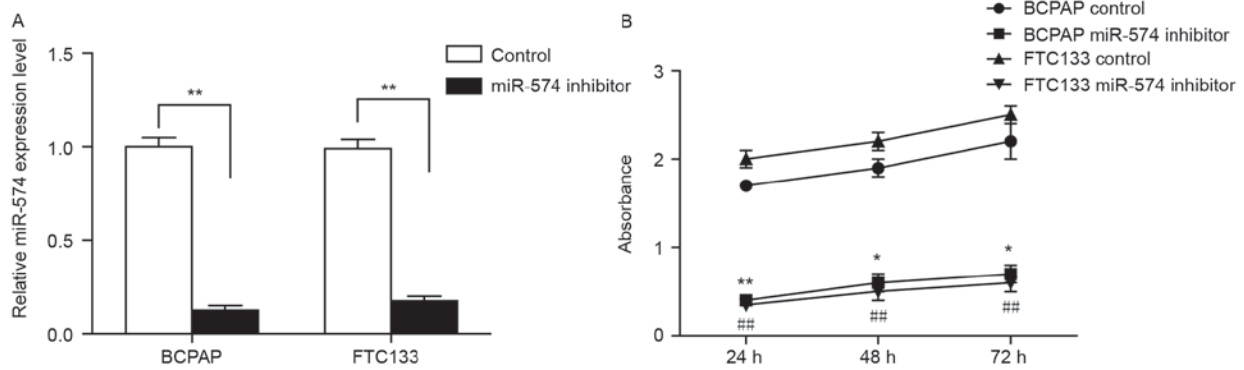 A
Relative miR-574 expression level
1.5
1.0
0.5
0.0
**
**
Control
miR-574 inhibitor
BCPAP
FTC133
B
BCPAP control
BCPAP miR-574 inhibitor
FTC133 control
FTC133 miR-574 inhibitor
Absorbance
3
2
1
0
**
*
*
##
##
##
24 h
48 h
72 h